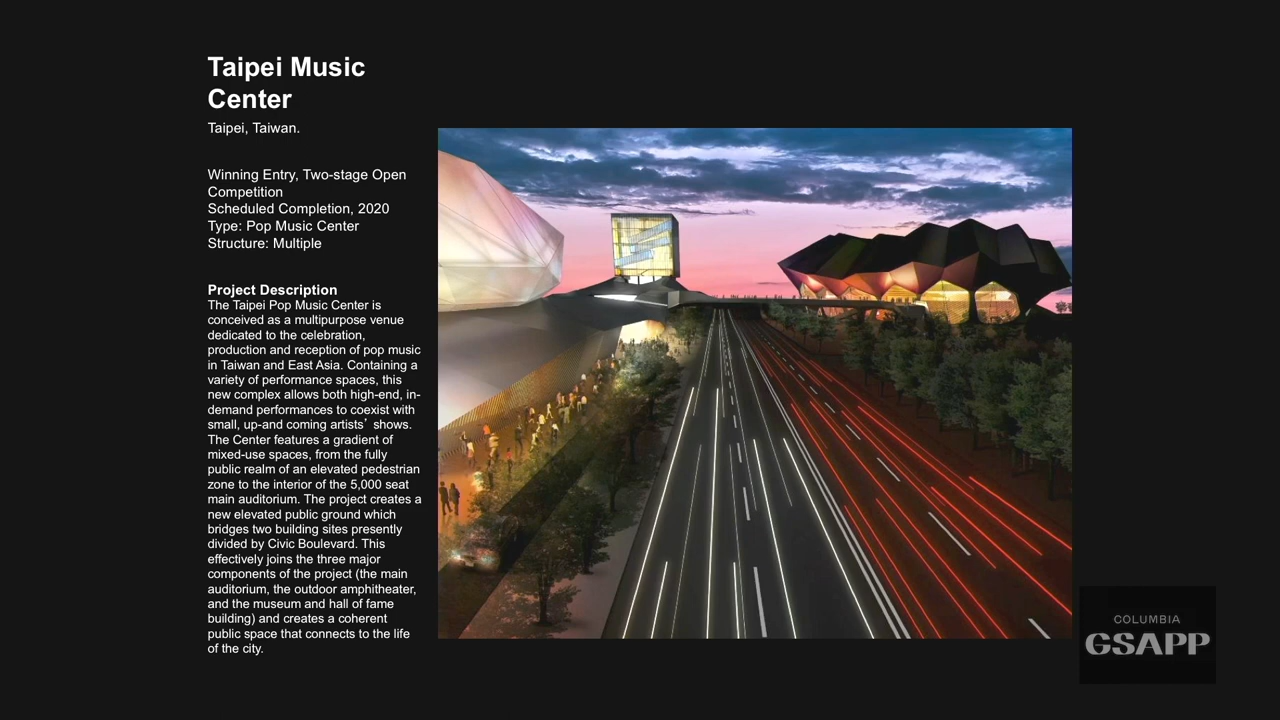 Taipei Music
Center
Taipei, Taiwan.
Winning Entry, Two-stage Open
Competition
Scheduled Completion, 2020
Type: Pop Music Center
Structure: Multiple
Project Description
The Taipei Pop Music Center is
conceived as a multipurpose venue
dedicated to the celebration,
production and reception of pop music
in Taiwan and East Asia. Containing a
variety of performance spaces, this
new complex allows both high-end, in-
demand performances to coexist with
small, up-and coming artists’ shows.
The Center features a gradient of
mixed-use spaces, from the fully
public realm of an elevated pedestrian
zone to the interior of the 5,000 seat
main auditorium. The project creates a
new elevated public ground which
bridges two building sites presently
divided by Civic Boulevard. This
effectively joins the three major
components of the project (the main
auditorium, the outdoor amphitheater,
and the museum and hall of fame
building) and creates a coherent
public space that connects to the life
of the city.
COLUMBIA
GSAPP